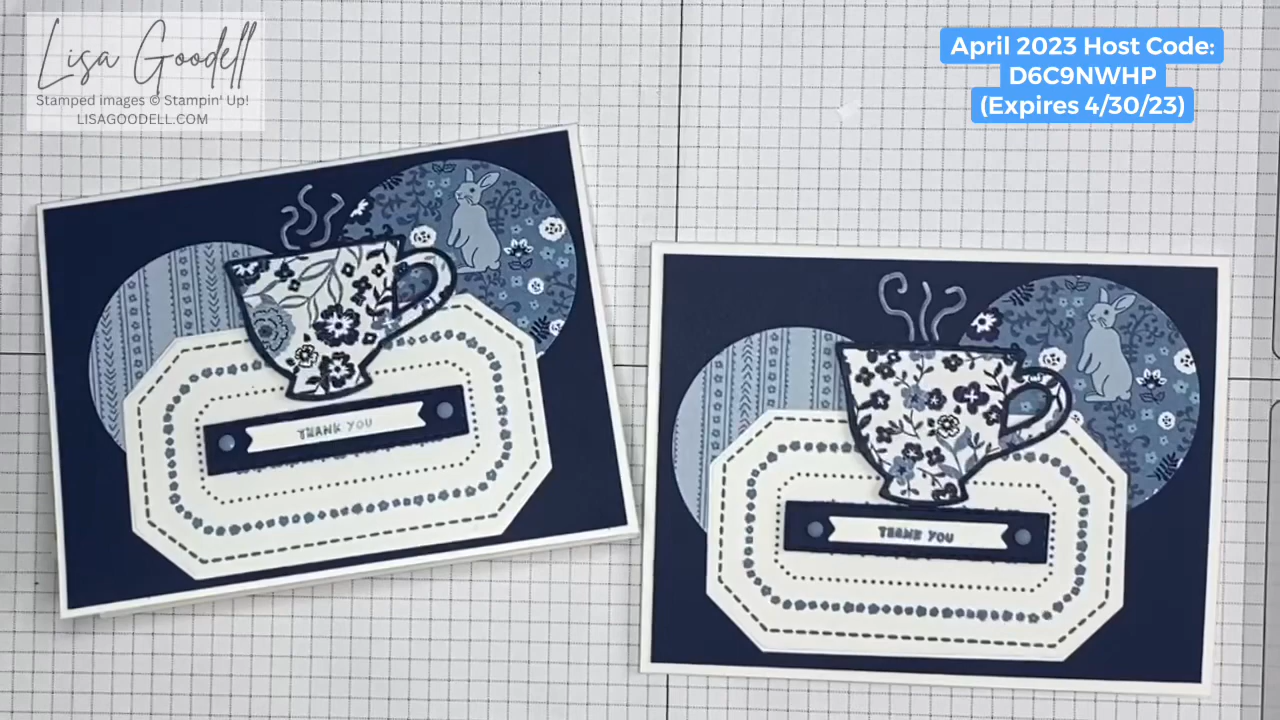 Lisa Goodell
Stamped images © Stampin' Up!
LISAGOODELL.COM
April 2023 Host Code:
D6C9NWHP
(Expires 4/30/23)
THANK YOU
THANK YOU